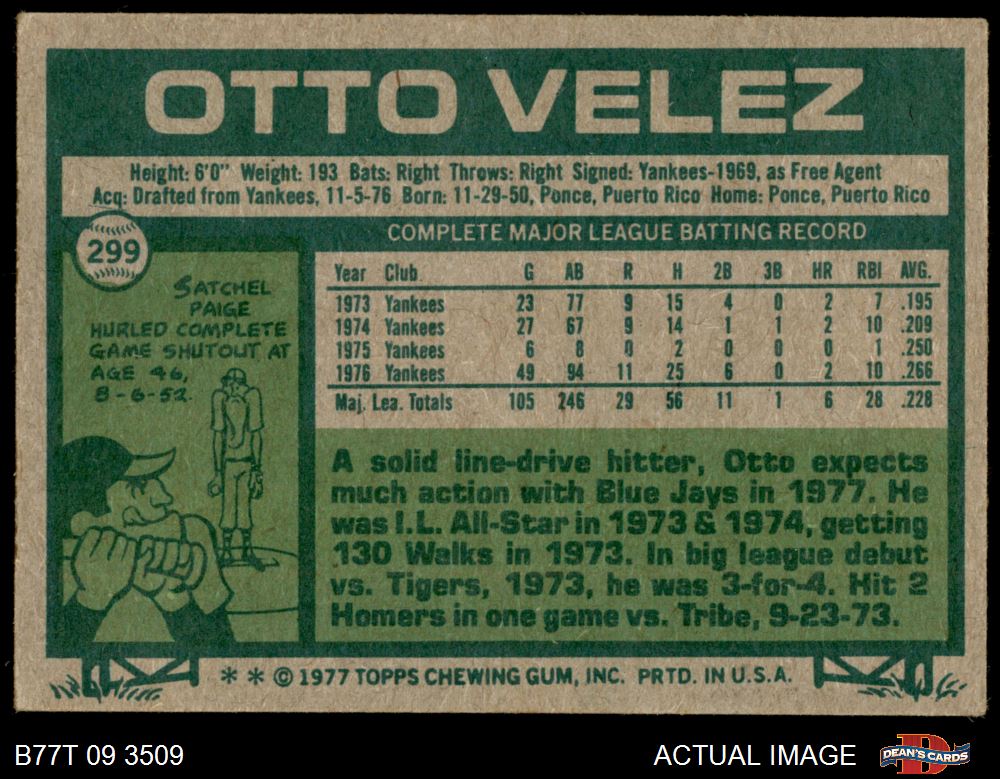 OTTO VELEZ
Height: 6'0" Weight: 193 Bats: Right Throws: Right Signed: Yankees-1969, as Free Agent
Acq: Drafted from Yankees, 11-5-76 Born: 11-29-50, Ponce, Puerto Rico Home: Ponce, Puerto Rico
299
SATCHEL
PAIGE
HURLED COMPLETE
GAME SHUTOUT AT
AGE 46,
8-6-52.
COMPLETE MAJOR LEAGUE BATTING RECORD
Year Club G AB R H 2B 3B HR RBI AVG.
1973 Yankees 23 77 9 15 4 0 2 7 .195
1974 Yankees 27 67 9 14 1 1 2 10 .209
1975 Yankees 6 8 0 2 0 0 0 1 .250
1976 Yankees 49 94 11 25 6 0 2 10 .266
Maj. Lea. Totals 105 246 29 56 11 1 6 28 .228
A solid line-drive hitter, Otto expects
much action with Blue Jays in 1977. He
was I.L. All-Star in 1973 & 1974, getting
130 Walks in 1973. In big league debut
vs. Tigers, 1973, he was 3-for-4. Hit 2
Homers in one game vs. Tribe, 9-23-73.
* * © 1977 TOPPS CHEWING GUM, INC. PRTD. IN U.S.A.
B77T 09 3509
ACTUAL IMAGE
DEAN'S CARDS